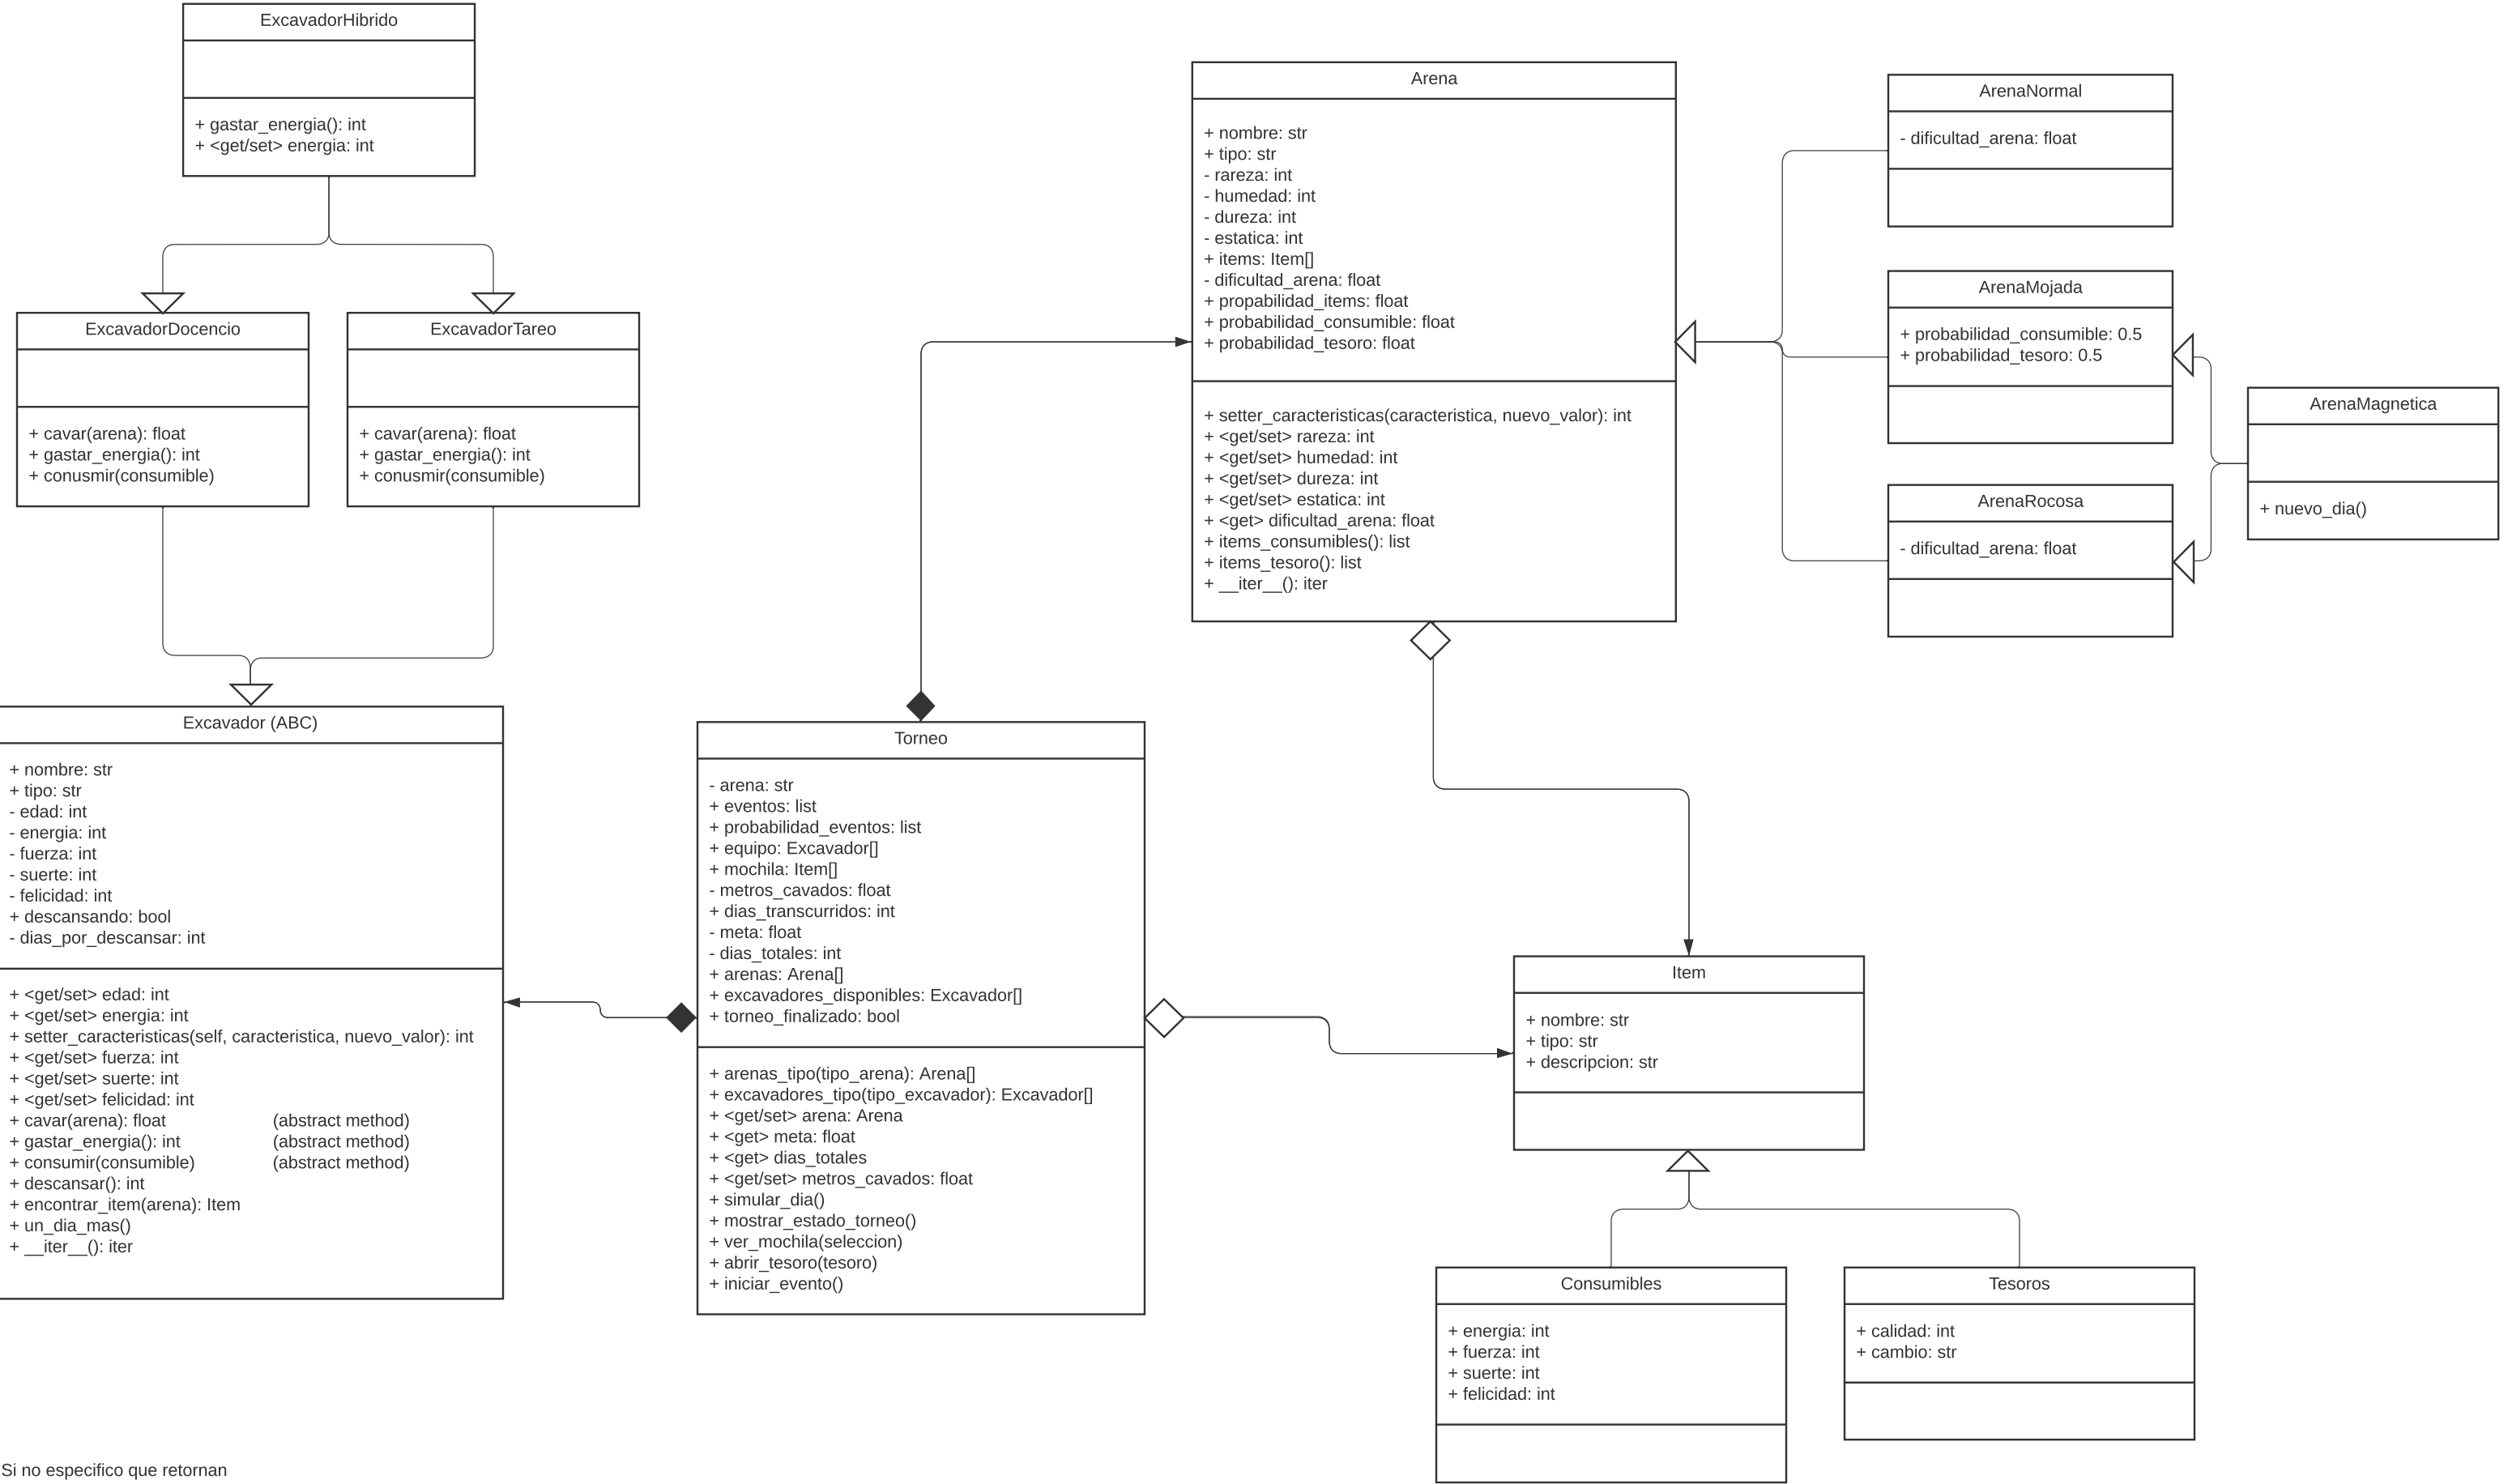 ExcavadorHibrido
+ gastar_energia(): int
+ <get/set> energia: int
ExcavadorDocencio
+ cavar(arena): float
+ gastar_energia(): int
+ conusmir(consumible)
ExcavadorTareo
+ cavar(arena): float
+ gastar_energia(): int
+ conusmir(consumible)
Excavador (ABC)
+ nombre: str
+ tipo: str
- edad: int
- energia: int
- fuerza: int
- suerte: int
- felicidad: int
+ descansando: bool
- dias_por_descansar: int
+ <get/set> edad: int
+ <get/set> energia: int
+ setter_caracteristicas(self, caracteristica, nuevo_valor): int
+ <get/set> fuerza: int
+ <get/set> suerte: int
+ <get/set> felicidad: int
+ cavar(arena): float (abstract method)
+ gastar_energia(): int (abstract method)
+ consumir(consumible) (abstract method)
+ descansar(): int
+ encontrar_item(arena): Item
+ un_dia_mas()
+ __iter__(): iter
Torneo
- arena: str
+ eventos: list
+ probabilidad_eventos: list
+ equipo: Excavador[]
+ mochila: Item[]
- metros_cavados: float
+ dias_transcurridos: int
- meta: float
- dias_totales: int
+ arenas: Arena[]
+ excavadores_disponibles: Excavador[]
+ torneo_finalizado: bool
+ arenas_tipo(tipo_arena): Arena[]
+ excavadores_tipo(tipo_excavador): Excavador[]
+ <get/set> arena: Arena
+ <get> meta: float
+ <get> dias_totales
+ <get/set> metros_cavados: float
+ simular_dia()
+ mostrar_estado_torneo()
+ ver_mochila(seleccion)
+ abrir_tesoro(tesoro)
+ iniciar_evento()
Arena
+ nombre: str
+ tipo: str
- rareza: int
- humedad: int
- dureza: int
- estatica: int
+ items: Item[]
- dificultad_arena: float
+ propabilidad_items: float
+ probabilidad_consumible: float
+ probabilidad_tesoro: float
+ setter_caracteristicas(caracteristica, nuevo_valor): int
+ <get/set> rareza: int
+ <get/set> humedad: int
+ <get/set> dureza: int
+ <get/set> estatica: int
+ <get> dificultad_arena: float
+ items_consumibles(): list
+ items_tesoro(): list
+ __iter__(): iter
ArenaNormal
- dificultad_arena: float
ArenaMojada
+ probabilidad_consumible: 0.5
+ probabilidad_tesoro: 0.5
ArenaRocosa
- dificultad_arena: float
ArenaMagnetica
+ nuevo_dia()
Item
+ nombre: str
+ tipo: str
+ descripcion: str
Consumibles
+ energia: int
+ fuerza: int
+ suerte: int
+ felicidad: int
Tesoros
+ calidad: int
+ cambio: str
Si no especifico que retornan